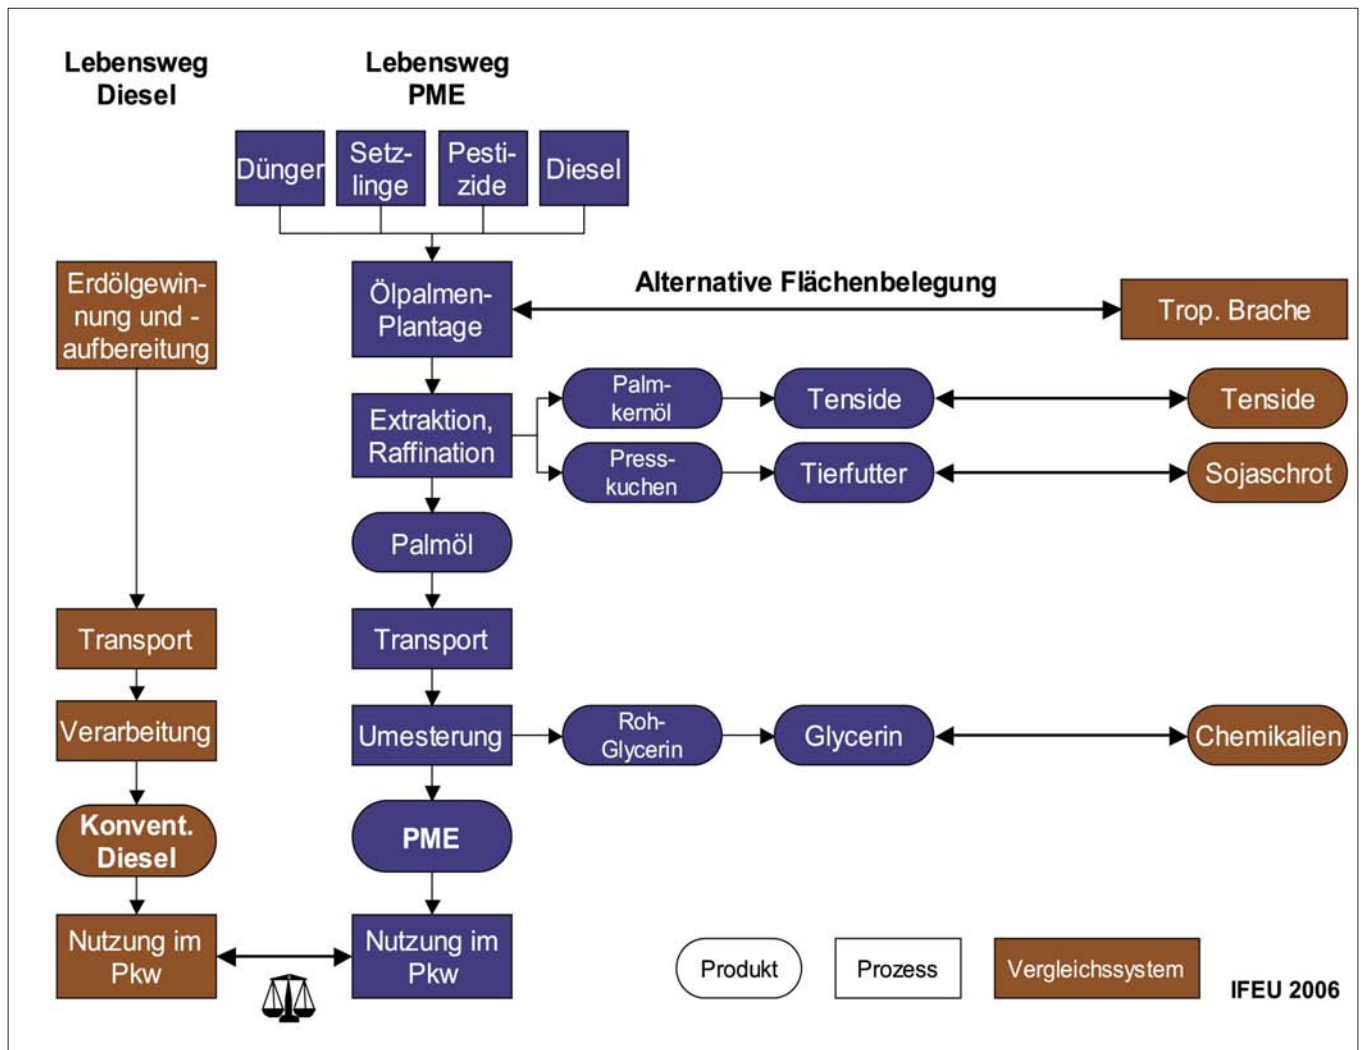 Lebensweg
Diesel
Lebensweg
PME
Dünger
Setz-
linge
Pesti-
zide
Diesel
Erdölgewin-
nung und -
aufbereitung
Ölpalmen-
Plantage
Alternative Flächenbelegung
Trop. Brache
Extraktion,
Raffination
Palm-
kernöl
Tenside
Tenside
Press-
kuchen
Tierfutter
Sojaschrot
Palmöl
Transport
Transport
Verarbeitung
Umesterung
Roh-
Glycerin
Glycerin
Chemikalien
Konvent.
Diesel
PME
Nutzung im
Pkw
Nutzung im
Pkw
Produkt
Prozess
Vergleichssystem
IFEU 2006